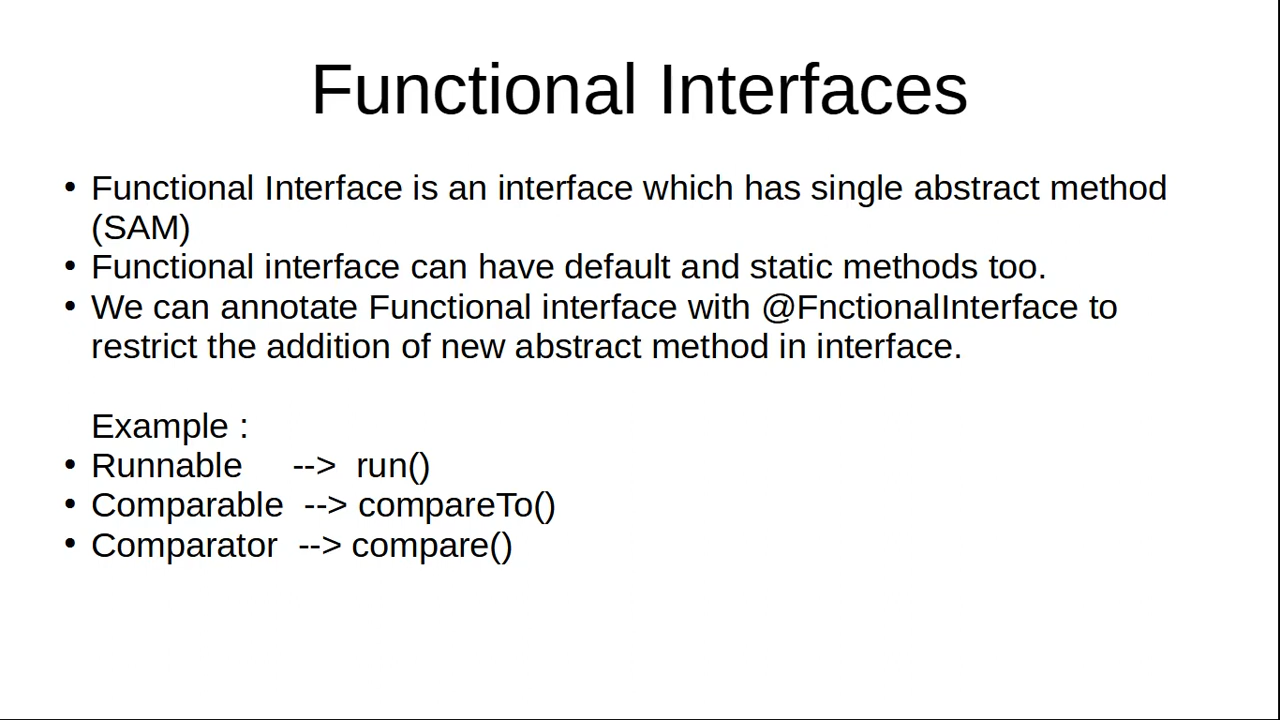 Functional Interfaces
• Functional Interface is an interface which has single abstract method
(SAM)
• Functional interface can have default and static methods too.
• We can annotate Functional interface with @FnctionalInterface to
restrict the addition of new abstract method in interface.
Example :
• Runnable --> run()
• Comparable --> compareTo()
• Comparator --> compare()